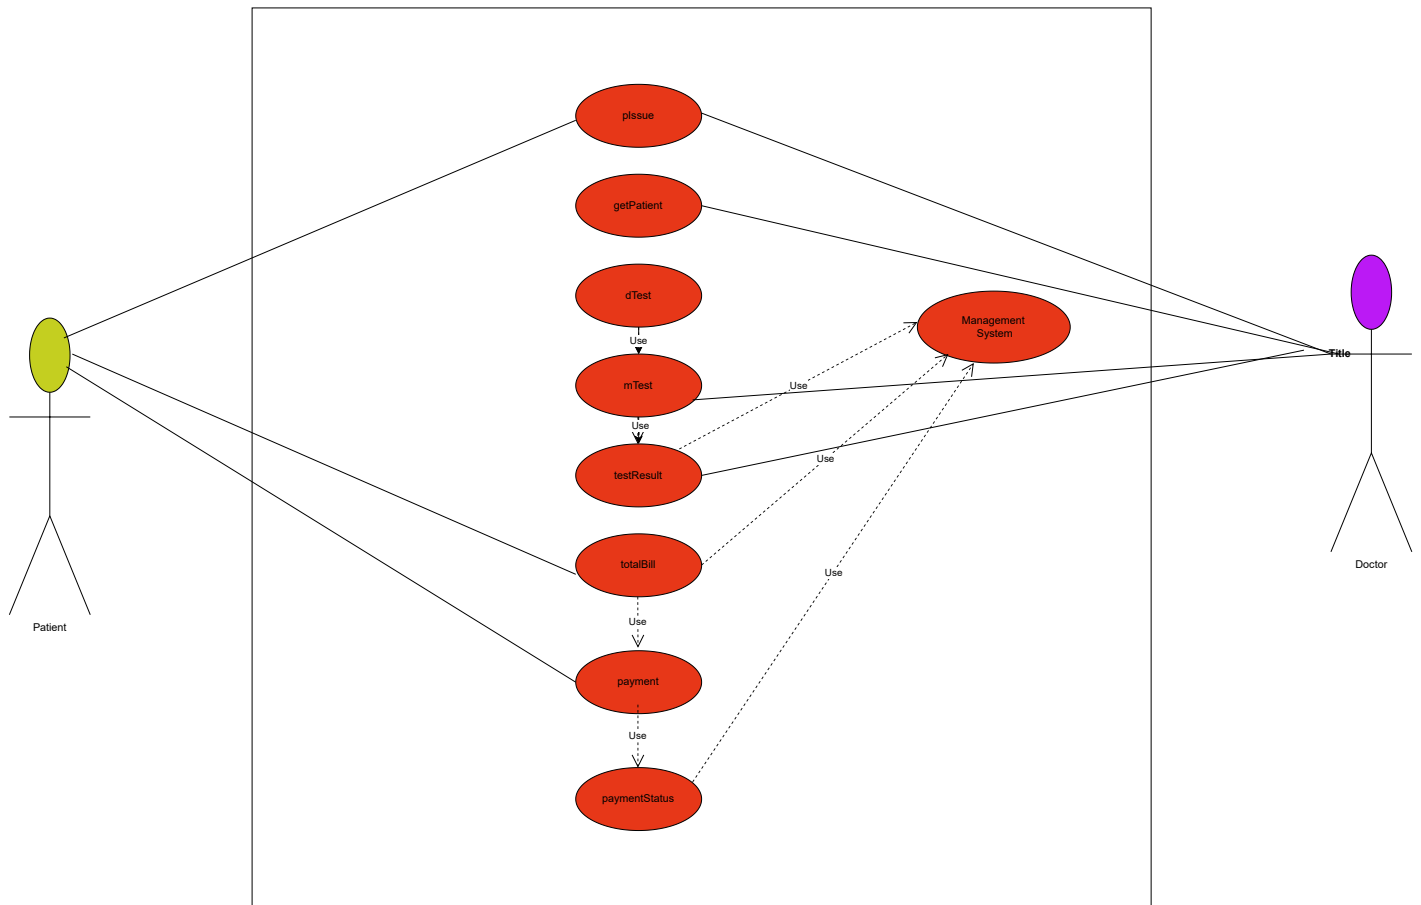 pIssue
getPatient
dTest
Management
System
Use
Title
mTest
Use
Use
Use
testResult
totalBill
Use
Doctor
Use
Patient
payment
Use
paymentStatus